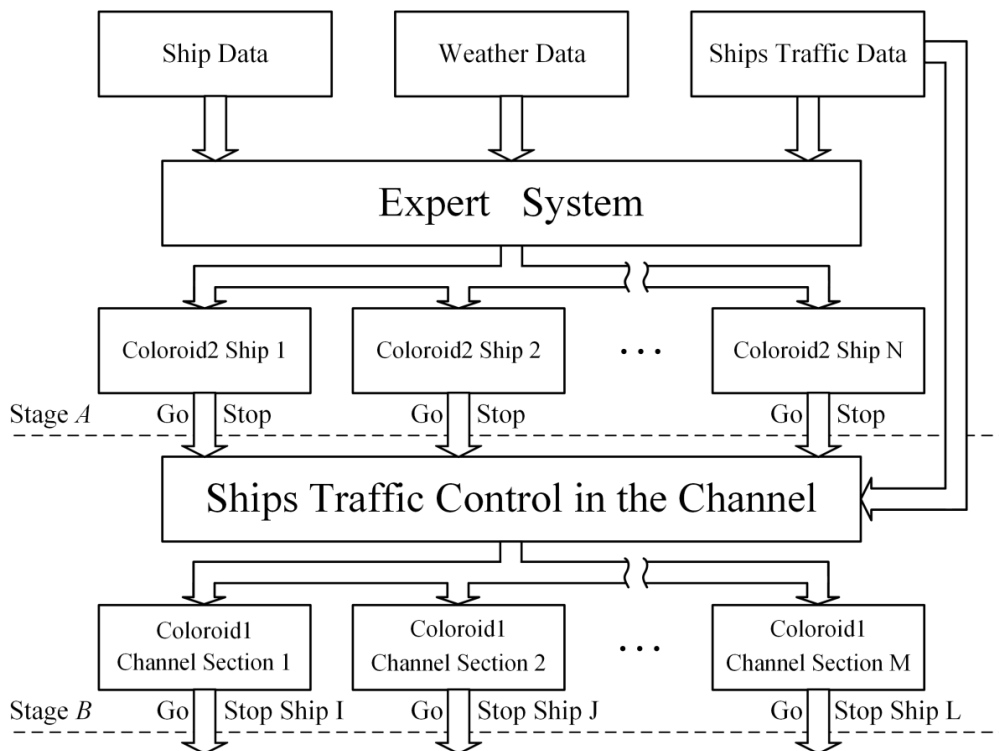 Ship Data
Weather Data
Ships Traffic Data
Expert System
Coloroid2 Ship 1
Coloroid2 Ship 2
. . .
Coloroid2 Ship N
Stage A
Go Stop
Go Stop
Go Stop
Ships Traffic Control in the Channel
Coloroid1
Channel Section 1
Coloroid1
Channel Section 2
. . .
Coloroid1
Channel Section M
Stage B
Go Stop Ship I
Go Stop Ship J
Go Stop Ship L